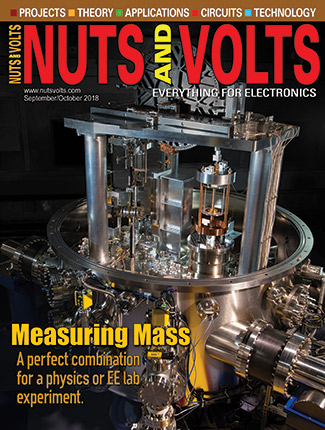 PROJECTS THEORY APPLICATIONS CIRCUITS TECHNOLOGY
NUTS AND VOLTS
NUTS AND VOLTS
www.nutsvolts.com
September/October 2018
EVERYTHING FOR ELECTRONICS
Measuring Mass
A perfect combination
for a physics or EE lab
experiment.